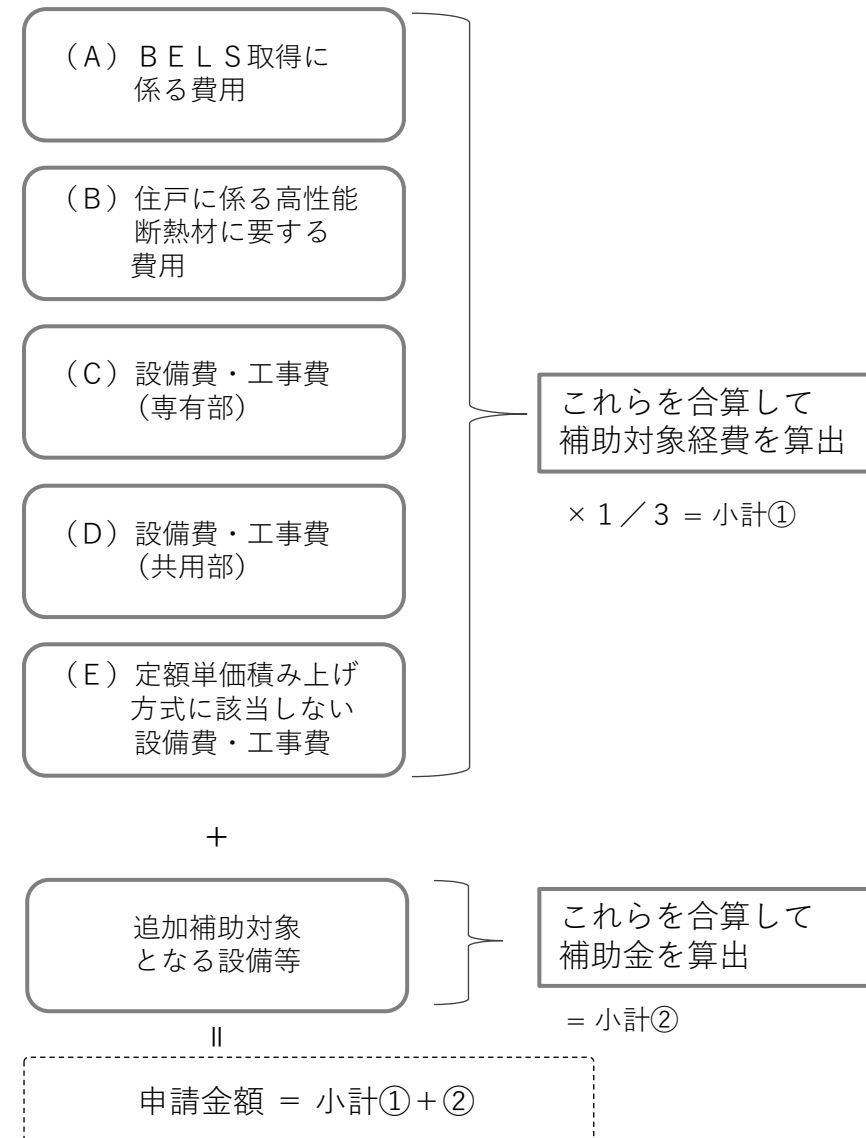 （A）ＢＥＬＳ取得に
係る費用
（B）住戸に係る高性能
断熱材に要する
費用
（C）設備費・工事費
（専有部）
（D）設備費・工事費
（共用部）
（E）定額単価積み上げ
方式に該当しない
設備費・工事費
これらを合算して
補助対象経費を算出
×１／３＝小計①
＋
追加補助対象
となる設備等
これらを合算して
補助金を算出
＝小計②
＝
申請金額 ＝ 小計①＋②